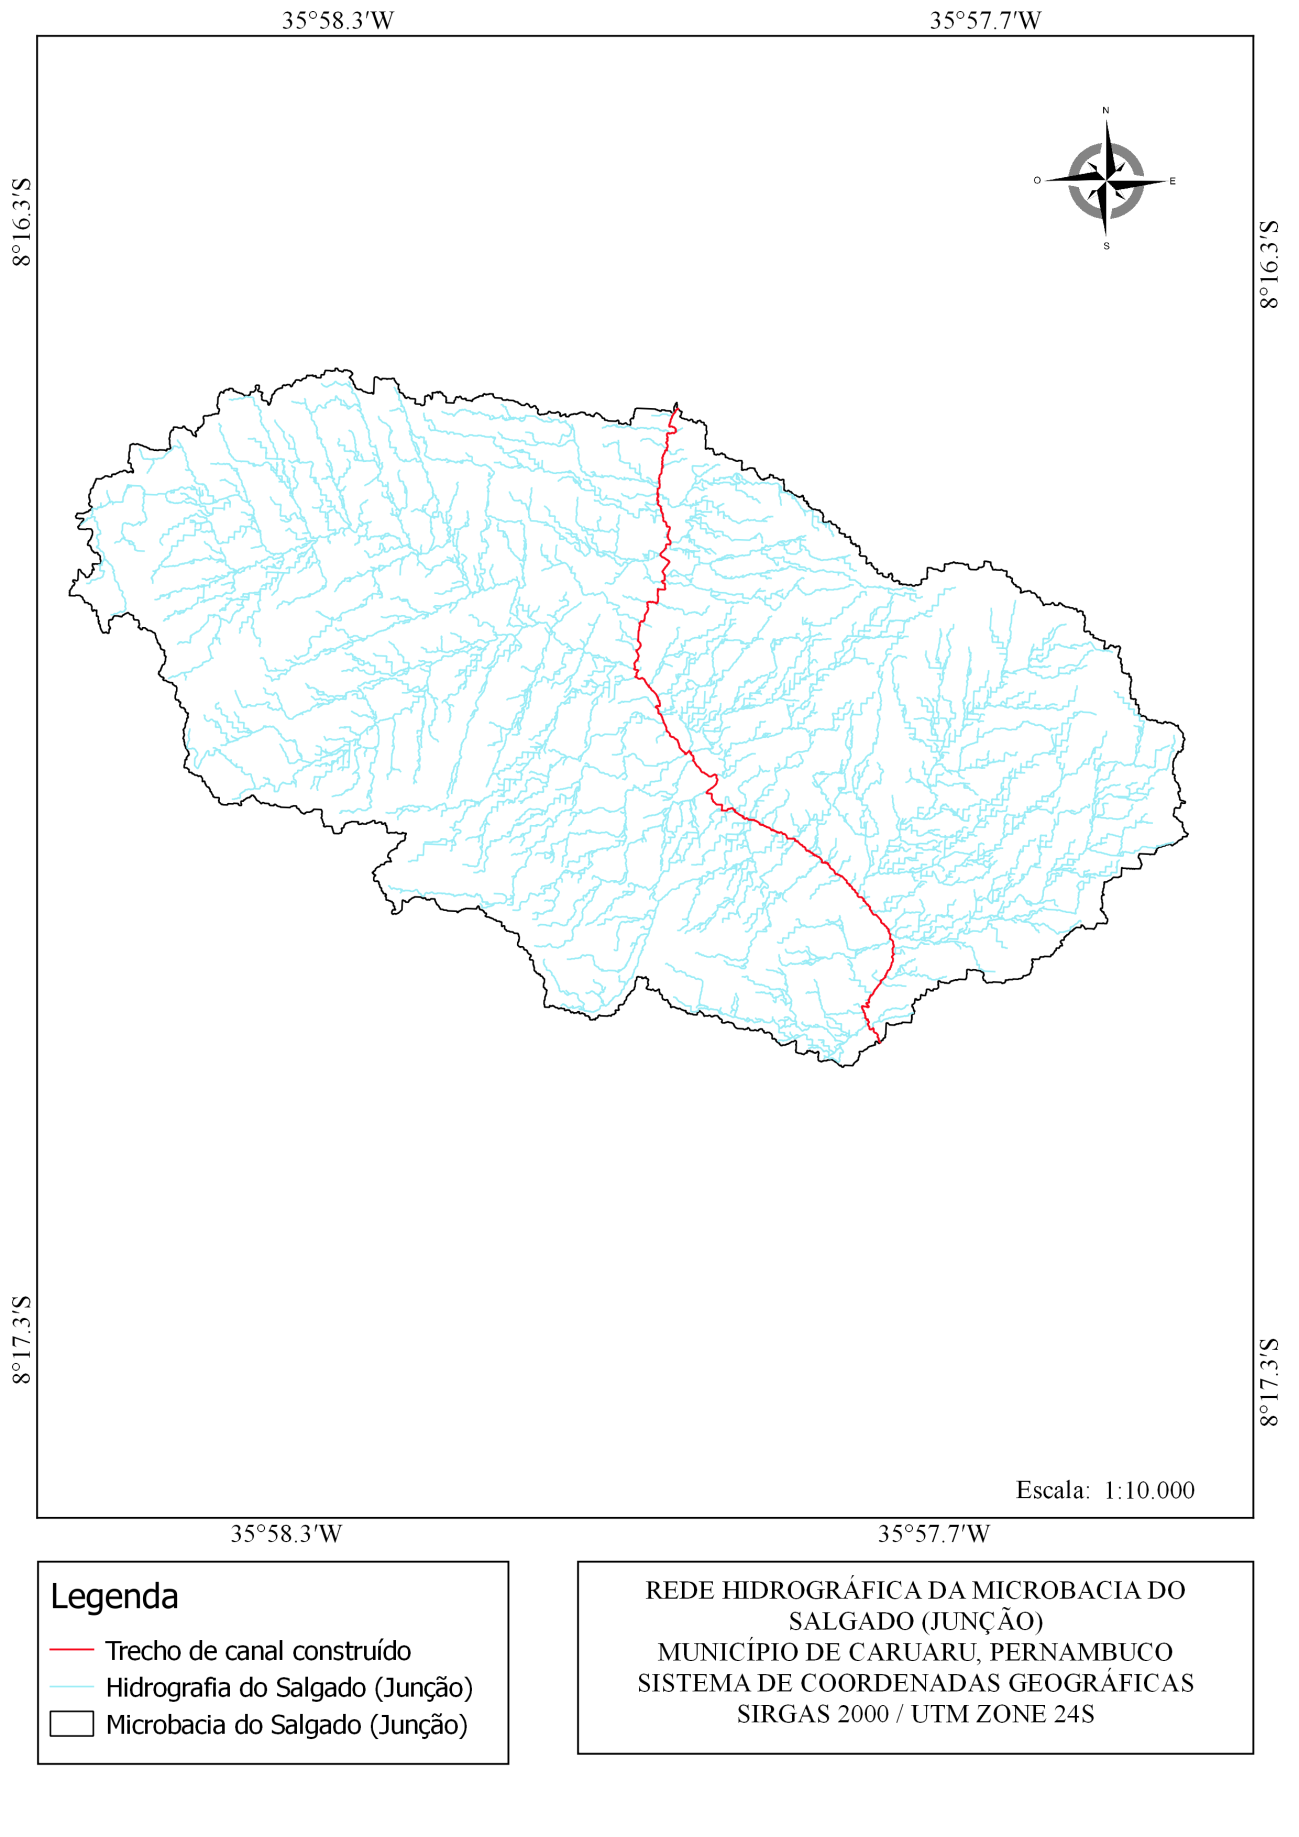 35°58.3'W
35°57.7'W
N
O
E
S
8°16.3'S
8°16.3'S
8°17.3'S
8°17.3'S
Escala: 1:10.000
35°58.3'W
35°57.7'W
Legenda
Trecho de canal construído
Hidrografia do Salgado (Junção)
Microbacia do Salgado (Junção)
REDE HIDROGRÁFICA DA MICROBACIA DO
SALGADO (JUNÇÃO)
MUNICÍPIO DE CARUARU, PERNAMBUCO
SISTEMA DE COORDENADAS GEOGRÁFICAS
SIRGAS 2000 / UTM ZONE 24S